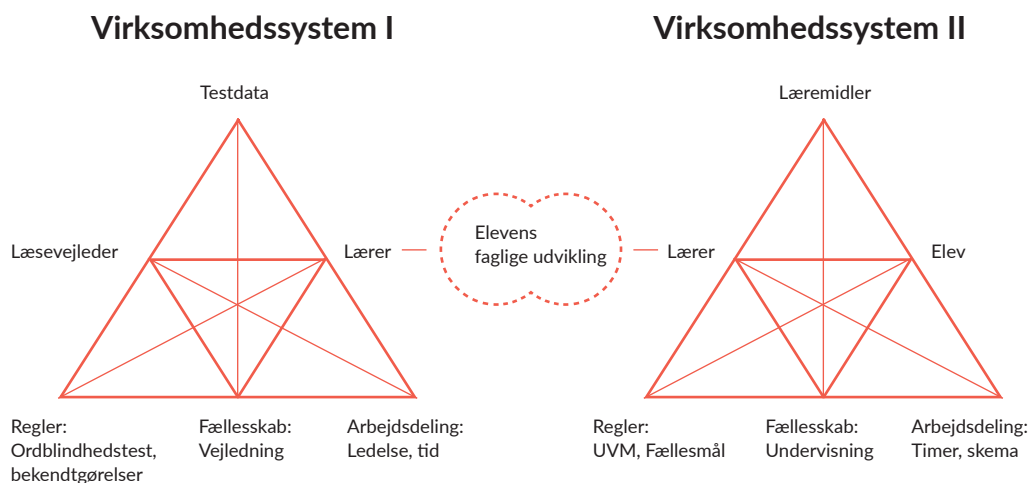 Virksomhedssystem I
Virksomhedssystem II
Testdata
Læremidler
Læsevejleder
Lærer
Elevens
faglige udvikling
Lærer
Elev
Regler:
Ordblindhedstest,
bekendtgørelser
Fællesskab:
Vejledning
Arbejdsdeling:
Ledelse, tid
Regler:
UVM, Fællesmål
Fællesskab:
Undervisning
Arbejdsdeling:
Timer, skema